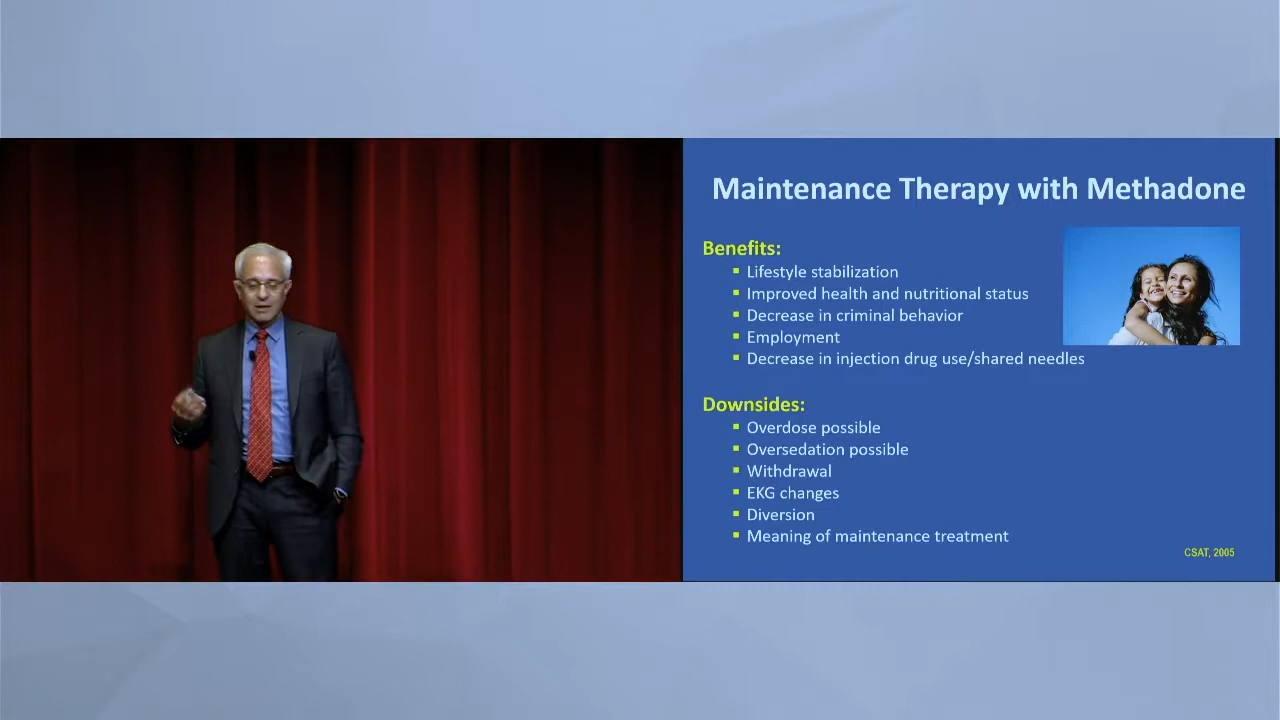 Maintenance Therapy with Methadone
Benefits:
▪ Lifestyle stabilization
▪ Improved health and nutritional status
▪ Decrease in criminal behavior
▪ Employment
▪ Decrease in injection drug use/shared needles
Downsides:
▪ Overdose possible
▪ Oversedation possible
▪ Withdrawal
▪ EKG changes
▪ Diversion
▪ Meaning of maintenance treatment
CSAT, 2005